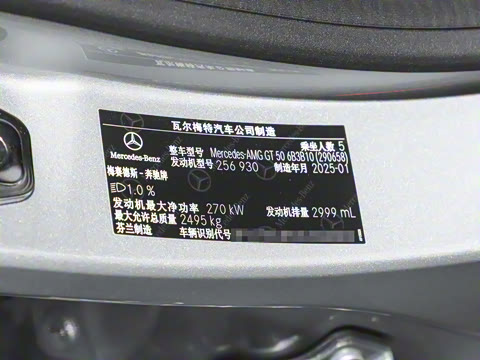 瓦尔梅特汽车公司制造
乘坐人数 5
Mercedes-Benz
整车型号 Mercedes-AMG GT 50 6B3B10 (290658)
发动机型号 256 930 制造年月 2025-01
梅赛德斯-奔驰牌
1.0 %
发动机最大净功率 270 kW 发动机排量 2999 mL
最大允许总质量 2495 kg
芬兰制造 车辆识别代号